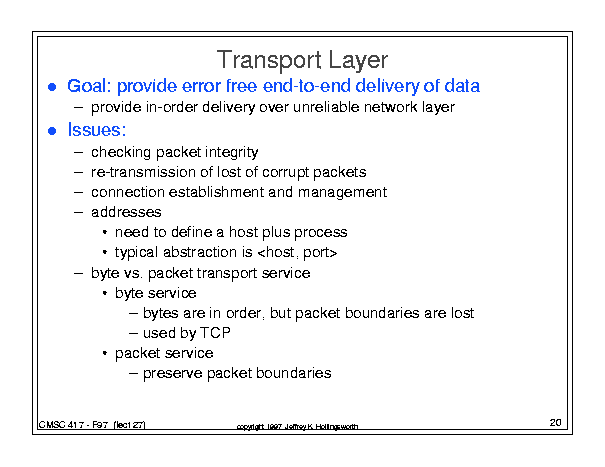 Transport Layer
● Goal: provide error free end-to-end delivery of data
– provide in-order delivery over unreliable network layer
● Issues:
– checking packet integrity
– re-transmission of lost of corrupt packets
– connection establishment and management
– addresses
• need to define a host plus process
• typical abstraction is <host, port>
– byte vs. packet transport service
• byte service
– bytes are in order, but packet boundaries are lost
– used by TCP
• packet service
– preserve packet boundaries
CMSC 417 - F97 (lect 27)
copyright 1997 Jeffrey K. Hollingsworth
20